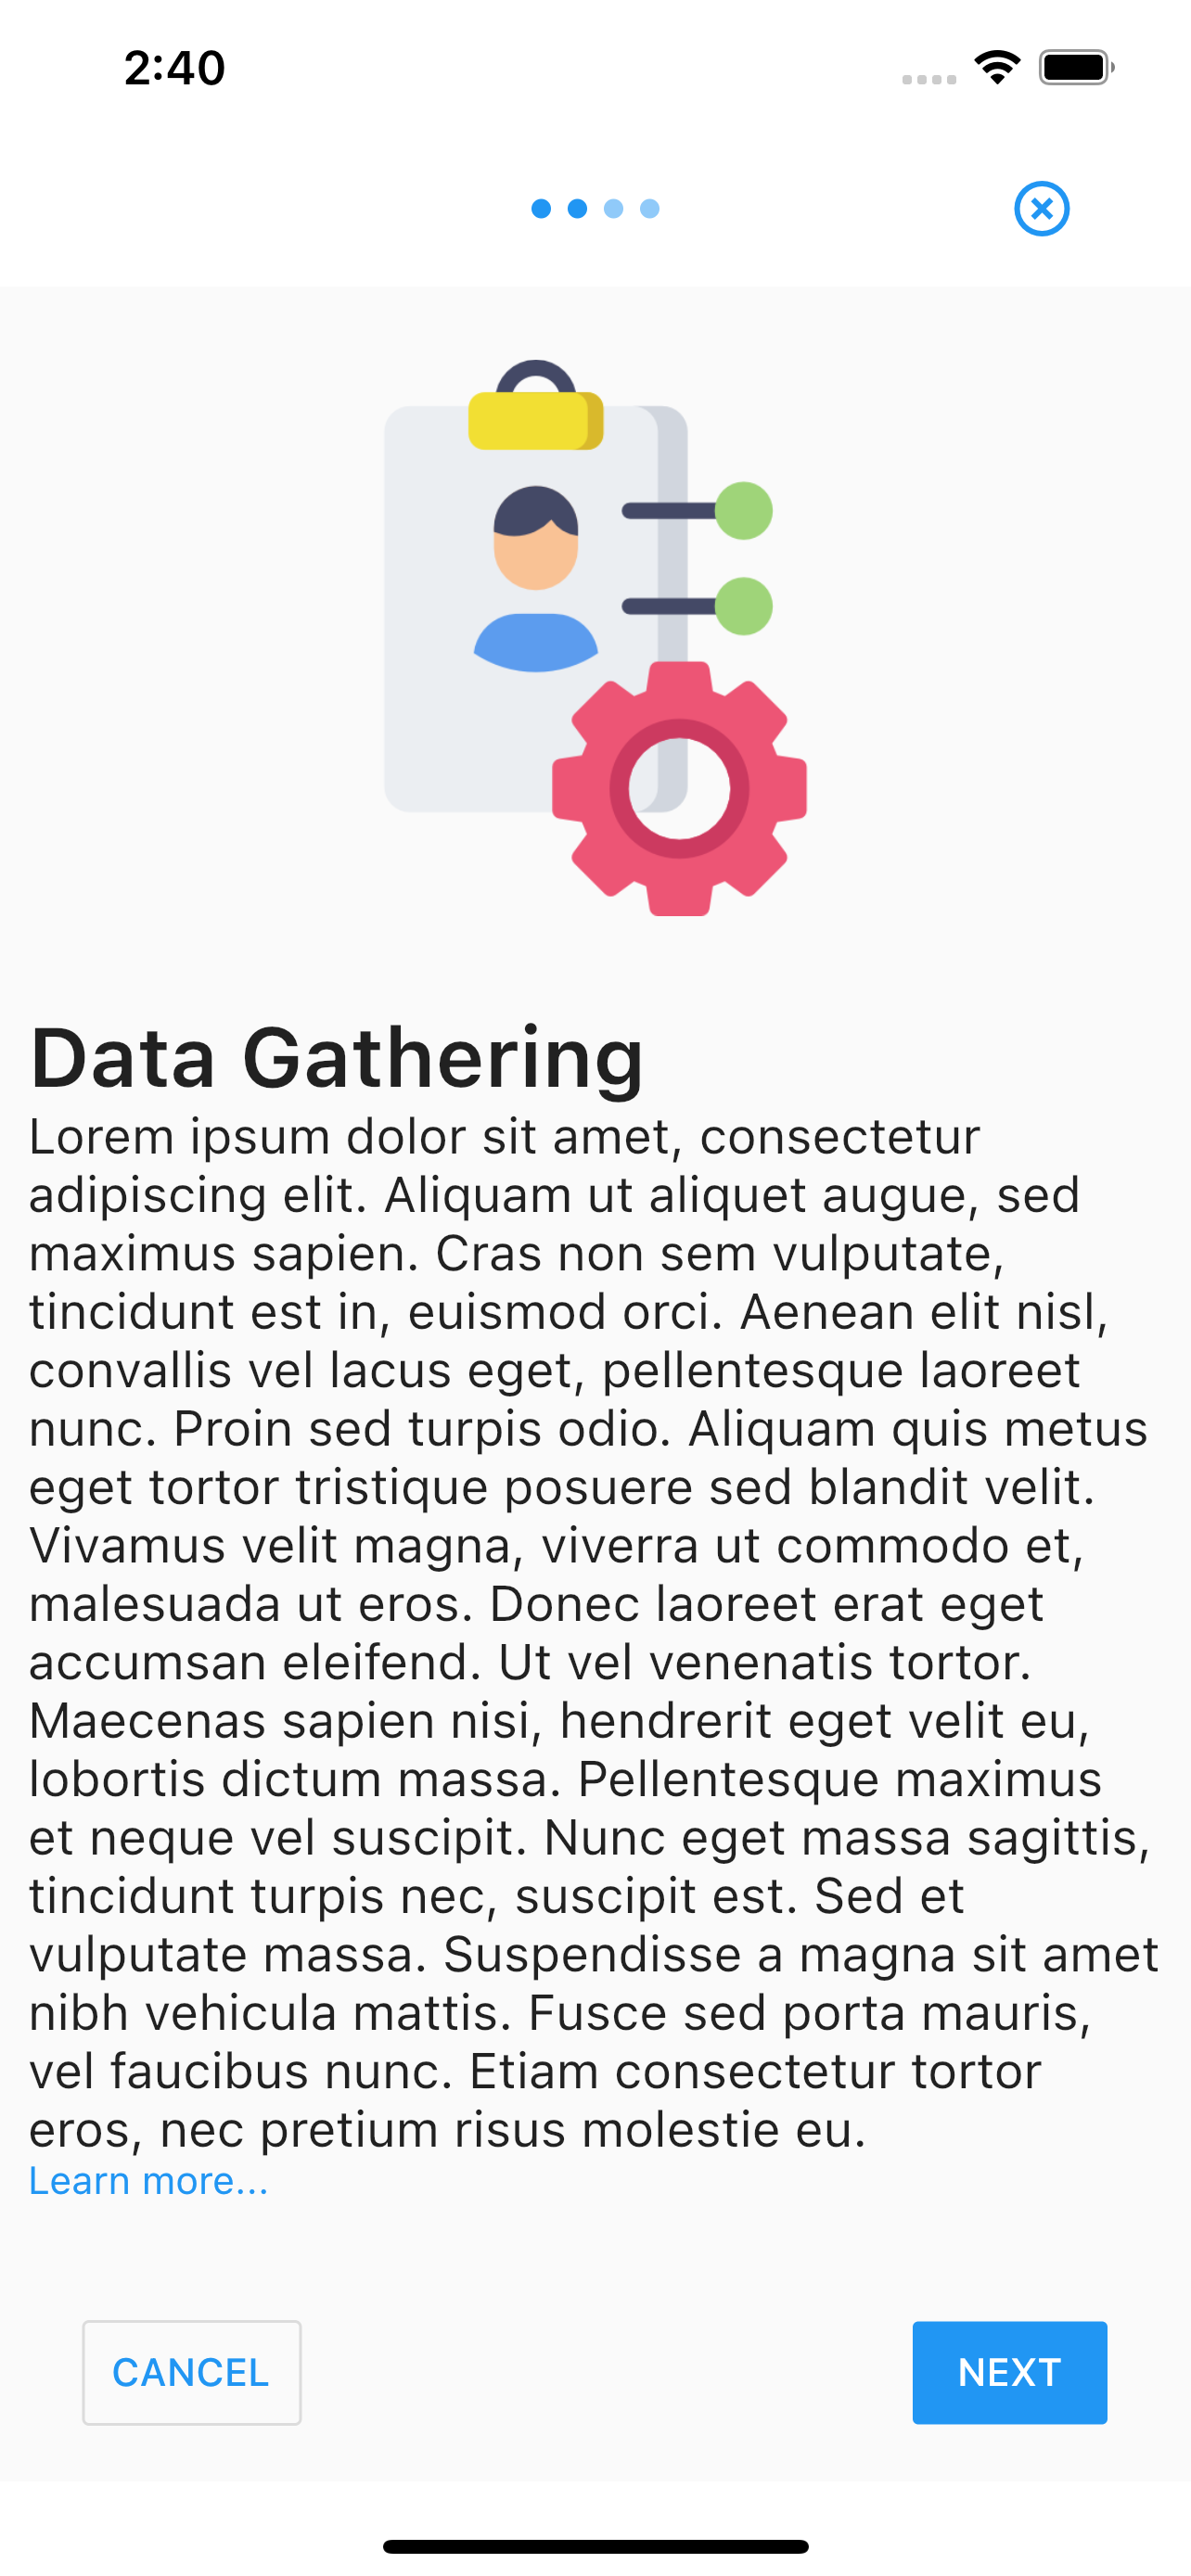 2:40
Data Gathering
Lorem ipsum dolor sit amet, consectetur
adipiscing elit. Aliquam ut aliquet augue, sed
maximus sapien. Cras non sem vulputate,
tincidunt est in, euismod orci. Aenean elit nisl,
convallis vel lacus eget, pellentesque laoreet
nunc. Proin sed turpis odio. Aliquam quis metus
eget tortor tristique posuere sed blandit velit.
Vivamus velit magna, viverra ut commodo et,
malesuada ut eros. Donec laoreet erat eget
accumsan eleifend. Ut vel venenatis tortor.
Maecenas sapien nisi, hendrerit eget velit eu,
lobortis dictum massa. Pellentesque maximus
et neque vel suscipit. Nunc eget massa sagittis,
tincidunt turpis nec, suscipit est. Sed et
vulputate massa. Suspendisse a magna sit amet
nibh vehicula mattis. Fusce sed porta mauris,
vel faucibus nunc. Etiam consectetur tortor
eros, nec pretium risus molestie eu.
Learn more...
CANCEL
NEXT